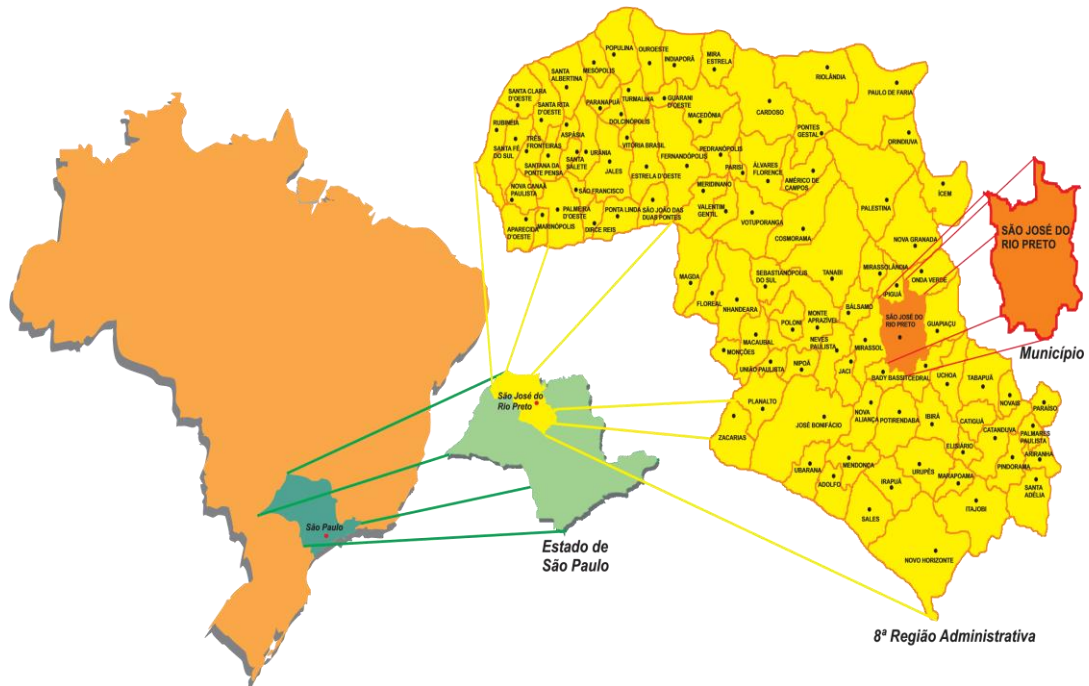 São Paulo
São José do
Rio Preto
Estado de
São Paulo
POPULINA
OUROESTE
MESÓPOLIS
INDIAPORÃ
MIRA
ESTRELA
SANTA
ALBERTINA
RIOLÂNDIA
PAULO DE FARIA
SANTA CLARA
D'OESTE
SANTA RITA
D'OESTE
PARANAPUÃ
TURMALINA
GUARANI
D'OESTE
DOLCINÓPOLIS
MACEDÔNIA
CARDOSO
RUBINÉIA
ASPÁSIA
PONTES
GESTAL
ORINDIUVA
SANTA FÉ
DO SUL
TRÊS
FRONTEIRAS
SANTANA DA
PONTE PENSA
SANTA
SALETE
URÂNIA
JALES
VITÓRIA BRASIL
FERNANDÓPOLIS
PEDRANÓPOLIS
PARISI
ÁLVARES
FLORENCE
AMÉRICO DE
CAMPOS
ESTRELA D'OESTE
ÍCEM
NOVA CANAÃ
PAULISTA
SÃO FRANCISCO
MERIDINANO
PALESTINA
APARECIDA
D'OESTE
MARINÓPOLIS
PALMEIRA
D'OESTE
DIRCE REIS
PONTA LINDA
SÃO JOÃO DAS
DUAS PONTES
VALENTIM
GENTIL
VOTUPORANGA
COSMORAMA
NOVA GRANADA
MAGDA
FLOREAL
NHANDEARA
SEBASTIANÓPOLIS
DO SUL
TANABI
MIRASSOLÂNDIA
IPIGUÁ
ONDA VERDE
BÁLSAMO
SÃO JOSÉ DO
RIO PRETO
GUAPIAÇU
MONÇÕES
MACAUBAL
POLONI
MONTE
APRAZÍVEL
NEVES
PAULISTA
MIRASSOL
UNIÃO PAULISTA
NIPOÃ
JACI
BADY BASSITT
CEDRAL
UCHOA
TABAPUÃ
PLANALTO
ZACARIAS
JOSÉ BONIFÁCIO
NOVA
ALIANÇA
POTIRENDABA
IBIRÁ
CATIGUÁ
NOVAIS
PARAÍSO
CATANDUVA
PALMARES
PAULISTA
ELISIÁRIO
ARIRANHA
PINDORAMA
UBARANA
ADOLFO
MENDONÇA
IRAPUÃ
URUPÊS
MARAPOAMA
SANTA
ADÉLIA
SALES
ITAJOBI
NOVO HORIZONTE
8ª Região Administrativa
SÃO JOSÉ DO
RIO PRETO
Município